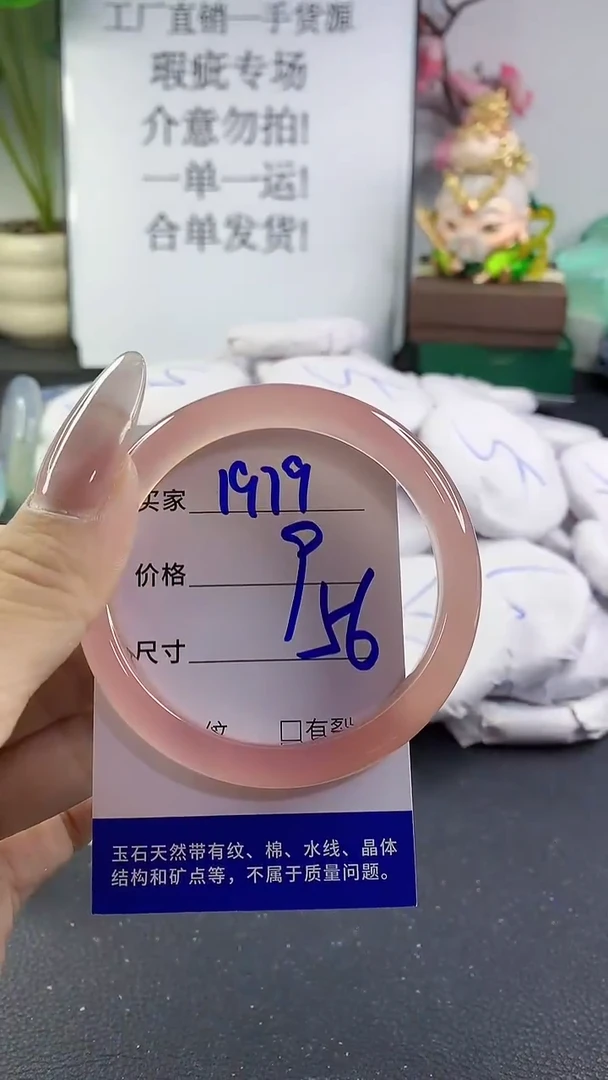 工厂直销一手货源
瑕疵专场
介意勿拍!
一单一运!
合单发货!
买家 1919
价格 9
尺寸 56
纹 □有裂
玉石天然带有纹、棉、水线、晶体
结构和矿点等，不属于质量问题。